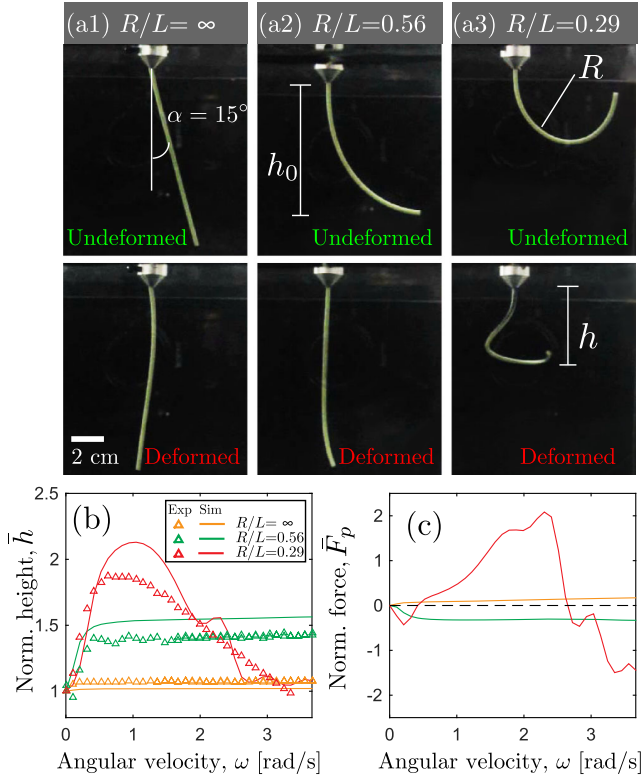 (a1) R/L= ∞
(a2) R/L=0.56
(a3) R/L=0.29
α = 15°
h₀
R
Undeformed
Undeformed
Undeformed
h
2 cm
Deformed
Deformed
Deformed
(b)
Exp Sim
R/L= ∞
R/L=0.56
R/L=0.29
2.5
2
1.5
1
Norm. height, h̄
0 1 2 3
Angular velocity, ω [rad/s]
(c)
2
1
0
-1
-2
Norm. force, F̄ₚ
0 1 2 3
Angular velocity, ω [rad/s]